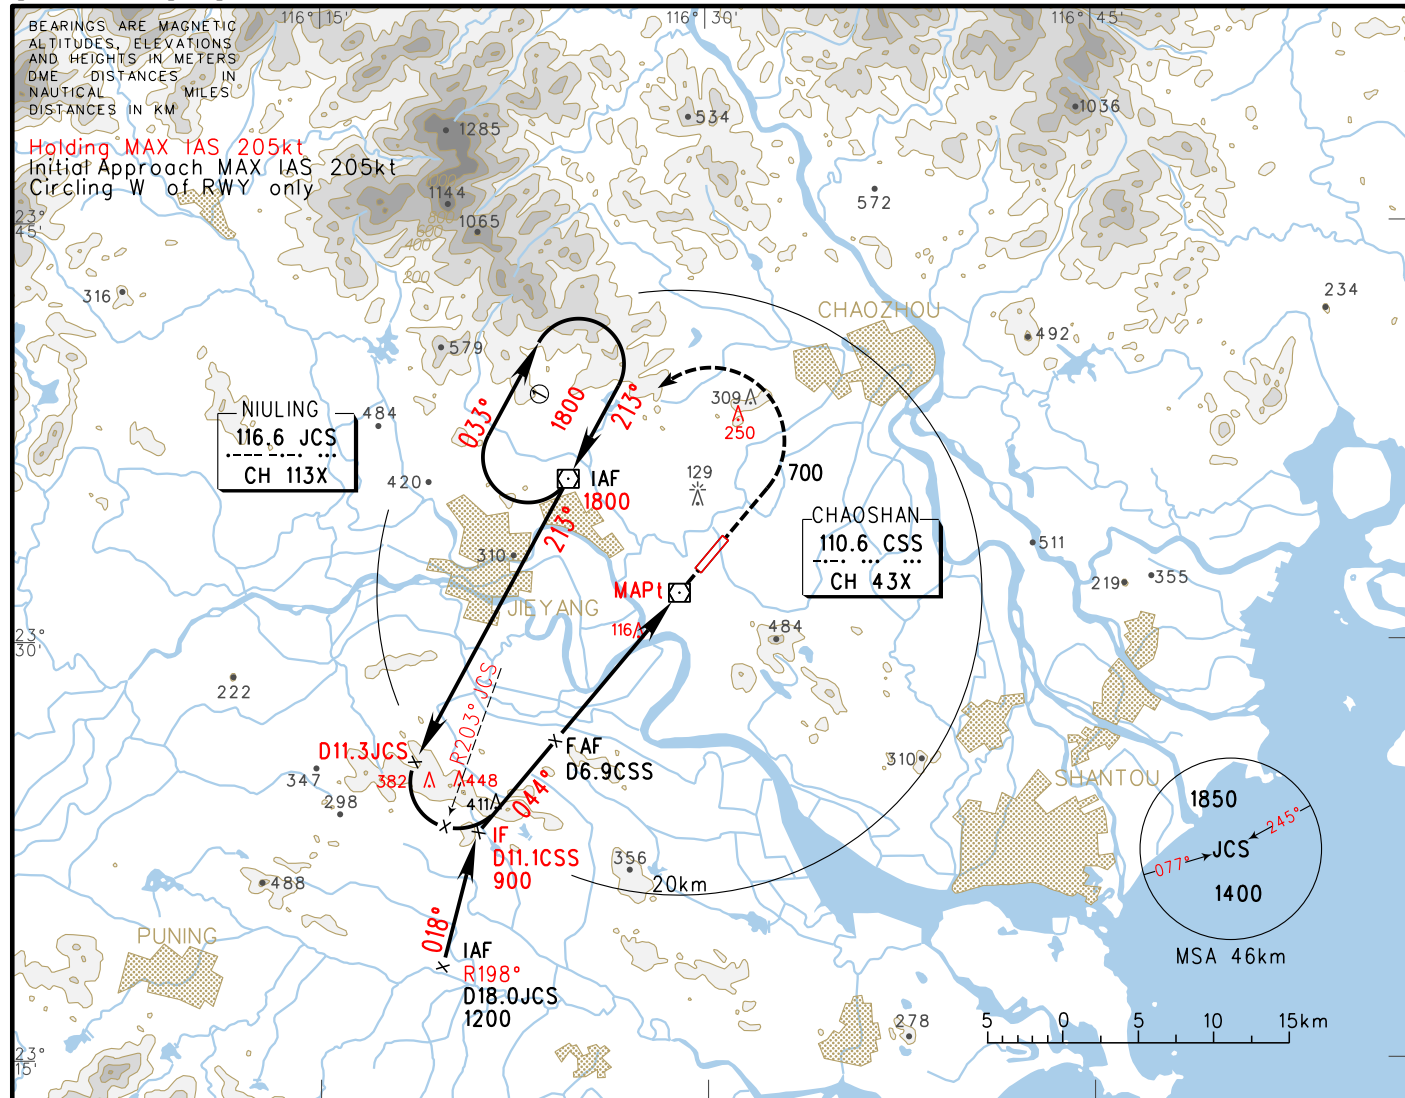 116°15'
116°30'
116°45'
BEARINGS ARE MAGNETIC
ALTITUDES, ELEVATIONS
AND HEIGHTS IN METERS
DME DISTANCES IN
NAUTICAL MILES
DISTANCES IN KM
Holding MAX IAS 205kt
Initial Approach MAX IAS 205kt
Circling W of RWY only
1285
534
1036
1144
1065
572
800
600
400
200
23°
45'
316
234
CHAOZHOU
492
579
033°
1
1800
213°
309
250
NIULING
116.6 JCS
CH 113X
484
420
129
700
IAF
1800
213°
CHAOSHAN
110.6 CSS
CH 43X
310
511
219
355
MAPt
JIEYANG
116
484
23°
30'
222
R203° JCS
D11.3JCS
FAF
D6.9CSS
347
382
448
411
044°
298
310
SHANTOU
IF
D11.1CSS
900
356
20km
488
1850
245°
077°
JCS
1400
MSA 46km
018°
PUNING
IAF
R198°
D18.0JCS
1200
278
5 0 5 10 15km
23°
15'